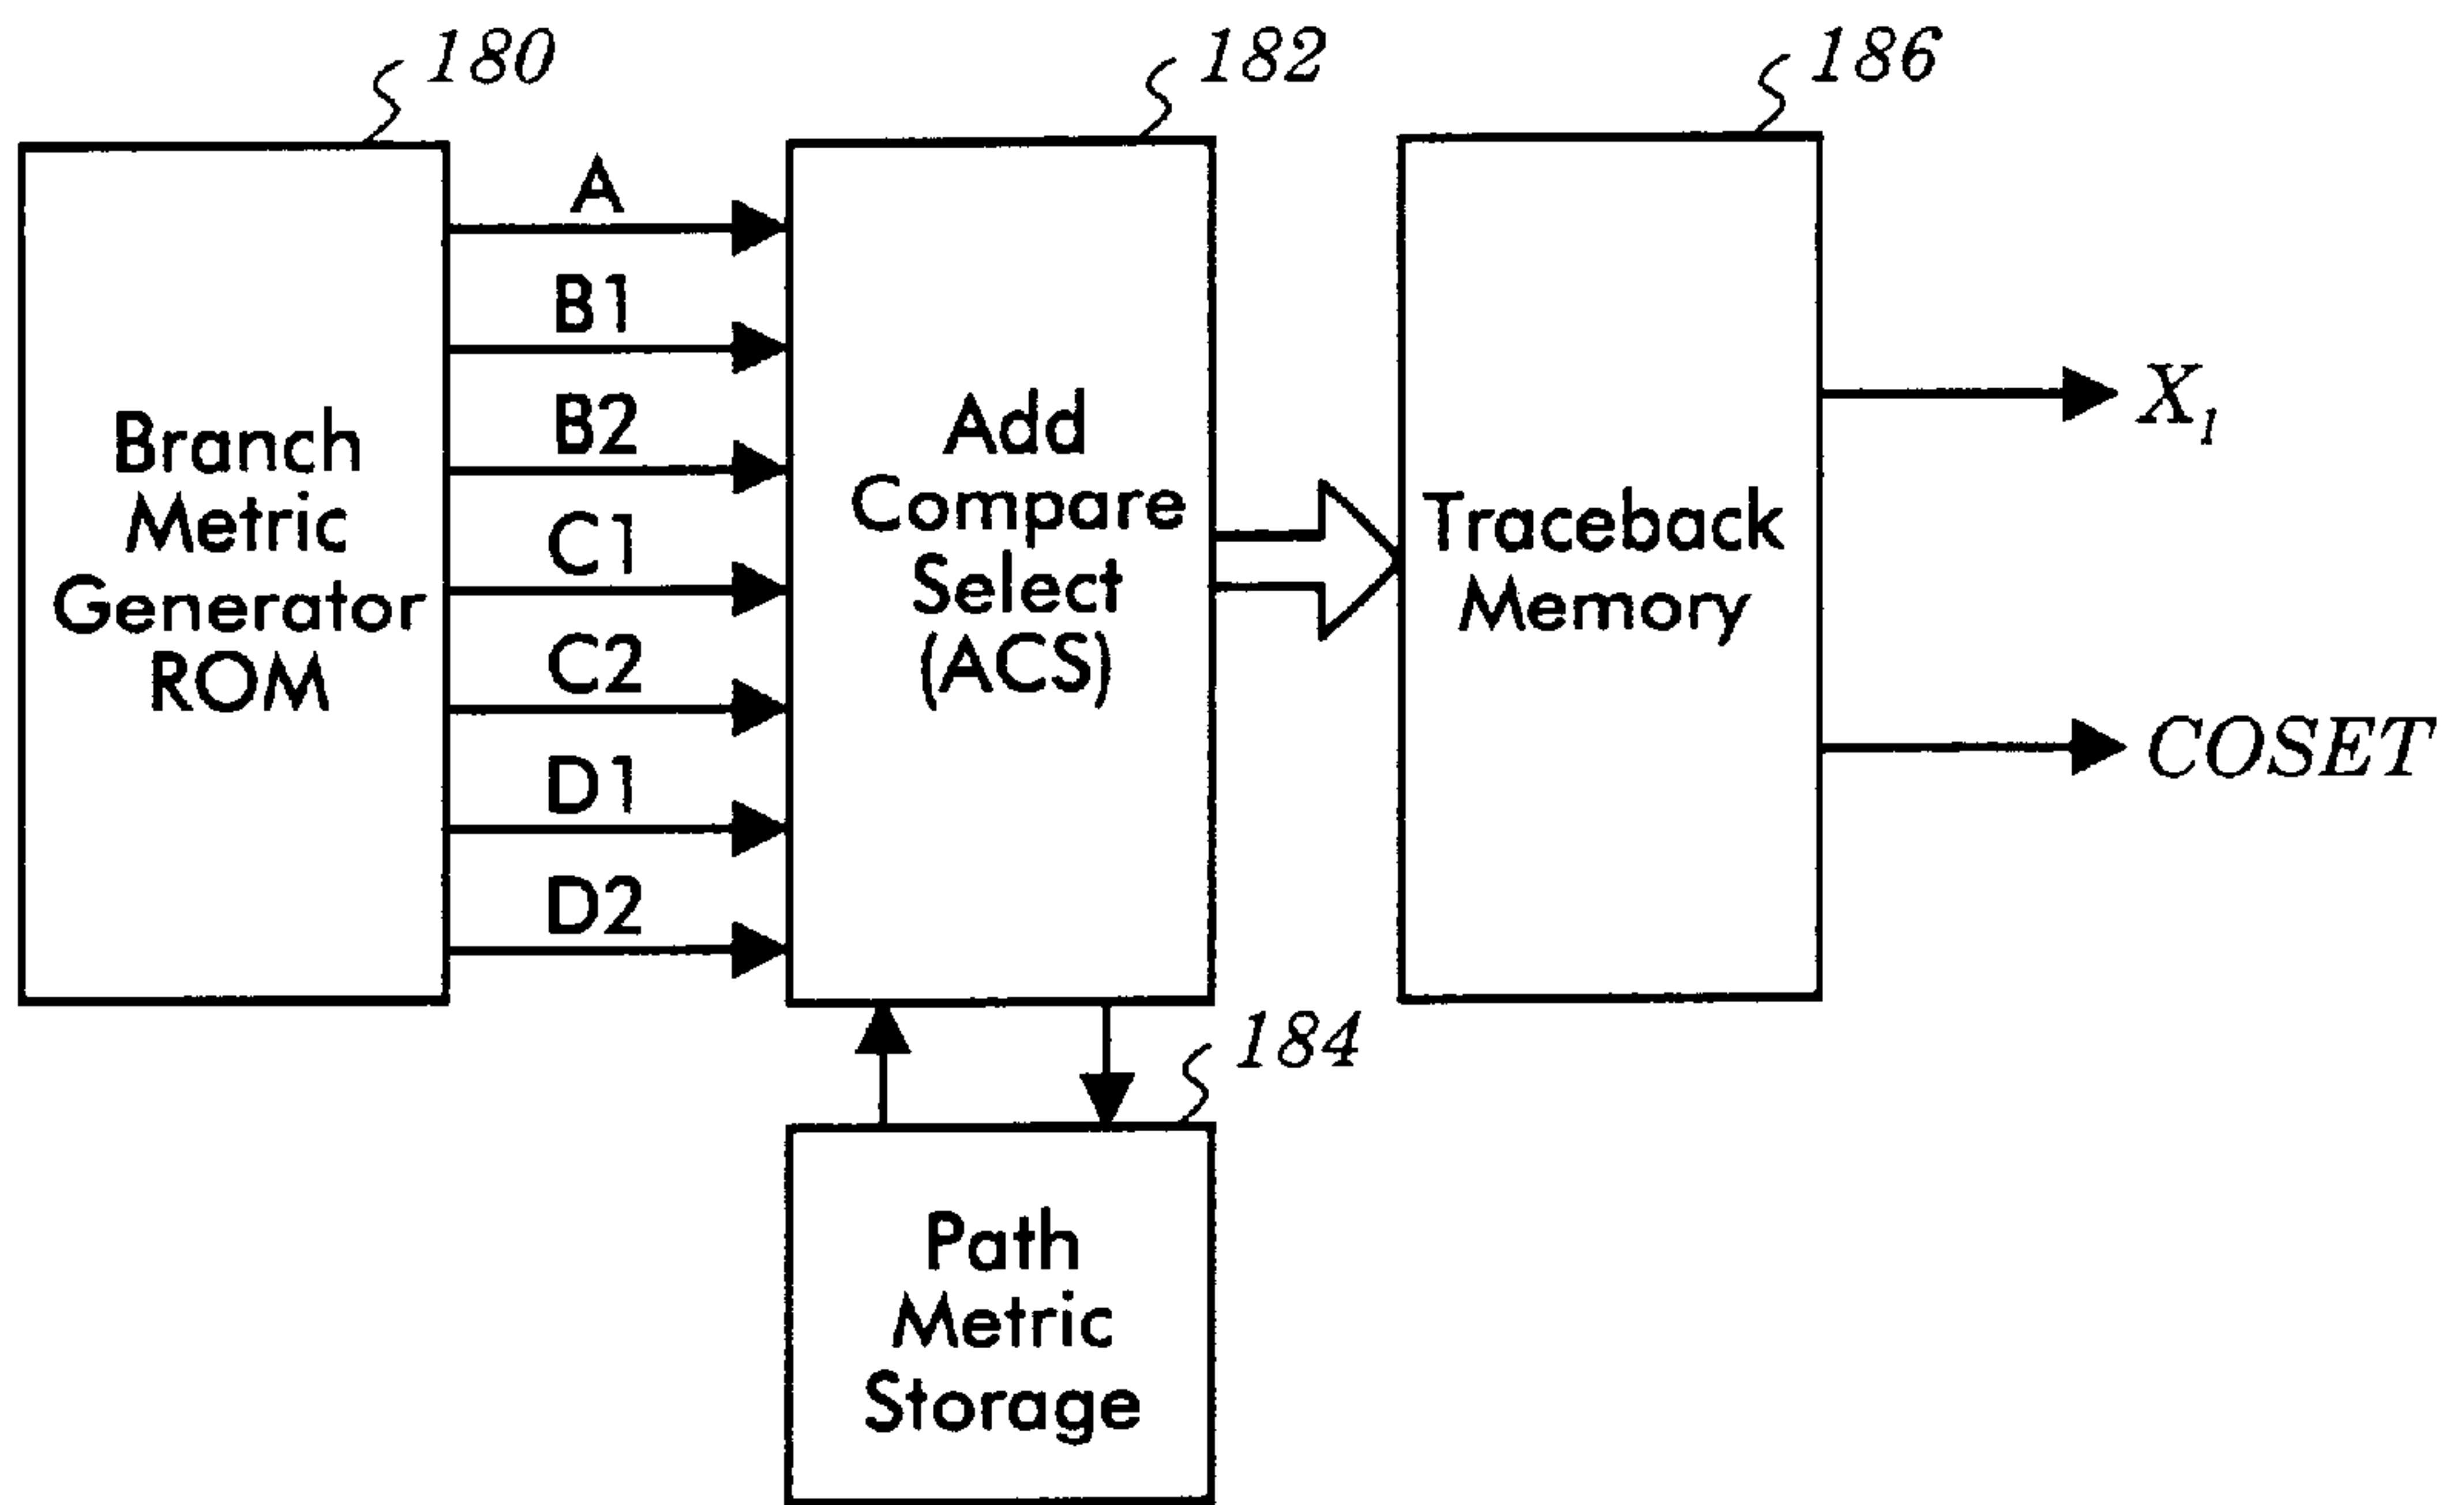 180
182
186
A
B1
B2
C1
C2
D1
D2
Branch
Metric
Generator
ROM
Add
Compare
Select
(ACS)
Traceback
Memory
X₁
COSET
184
Path
Metric
Storage